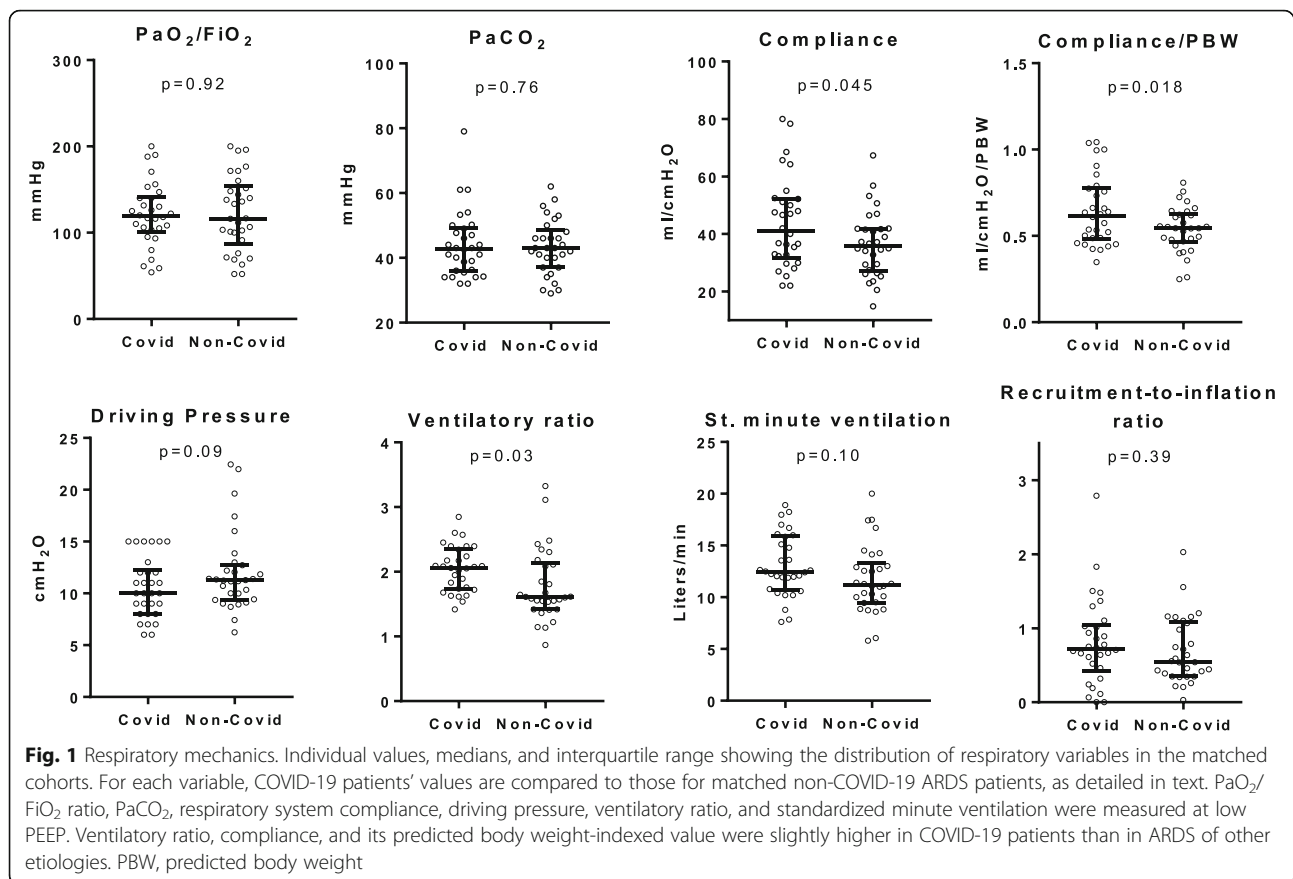 PaO₂/FiO₂
p=0.92
mmHg
300
200
100
0
Covid Non-Covid
PaCO₂
p=0.76
mmHg
100
80
60
40
20
Covid Non-Covid
Compliance
p=0.045
ml/cmH₂O
100
80
60
40
20
Covid Non-Covid
Compliance/PBW
p=0.018
ml/cmH₂O/PBW
1.5
1.0
0.5
0.0
Covid Non-Covid
Driving Pressure
p=0.09
cmH₂O
25
20
15
10
5
0
Covid Non-Covid
Ventilatory ratio
p=0.03
4
3
2
1
0
Covid Non-Covid
St. minute ventilation
p=0.10
Liters/min
25
20
15
10
5
0
Covid Non-Covid
Recruitment-to-inflation
ratio
p=0.39
3
2
1
0
Covid Non-Covid
Fig. 1 Respiratory mechanics. Individual values, medians, and interquartile range showing the distribution of respiratory variables in the matched
cohorts. For each variable, COVID-19 patients' values are compared to those for matched non-COVID-19 ARDS patients, as detailed in text. PaO₂/
FiO₂ ratio, PaCO₂, respiratory system compliance, driving pressure, ventilatory ratio, and standardized minute ventilation were measured at low
PEEP. Ventilatory ratio, compliance, and its predicted body weight-indexed value were slightly higher in COVID-19 patients than in ARDS of other
etiologies. PBW, predicted body weight